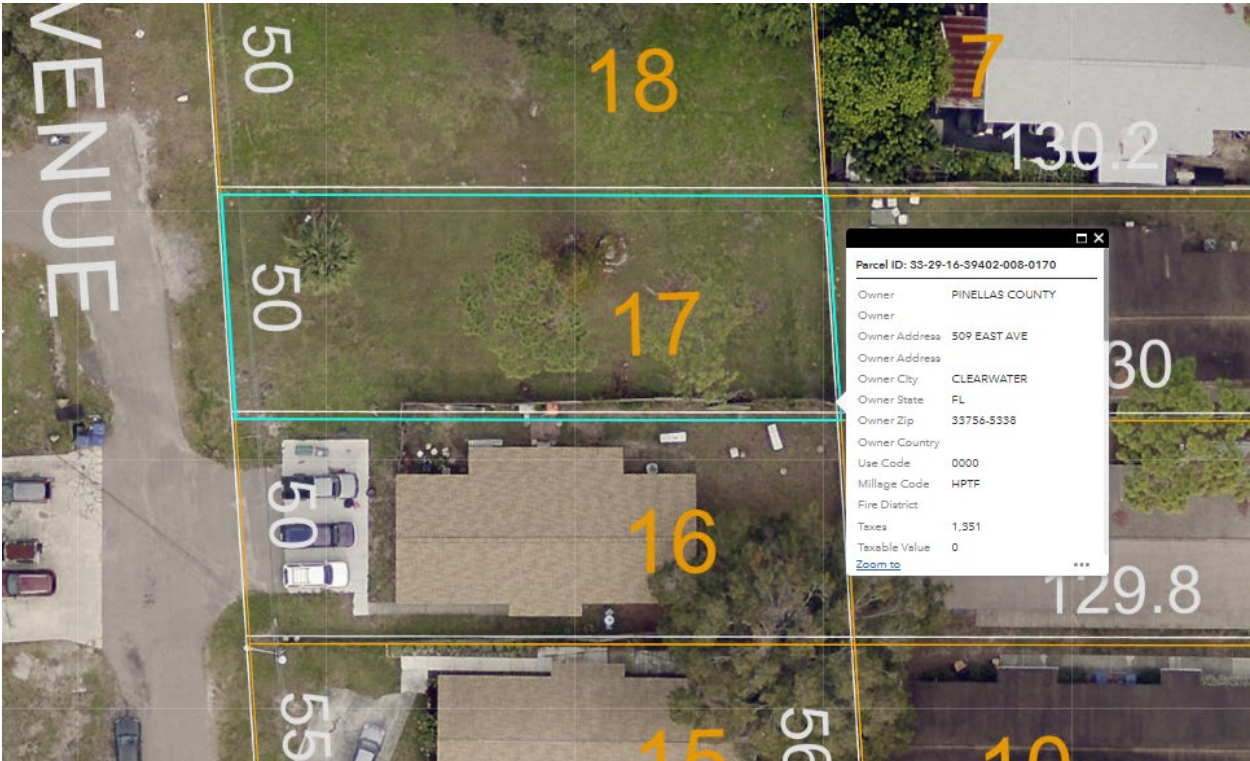 VENUE
50
18
7
130.2
50
17
Parcel ID: 33-29-16-39402-008-0170
Owner PINELLAS COUNTY
Owner
Owner Address 509 EAST AVE
Owner Address
Owner City CLEARWATER
Owner State FL
Owner Zip 33756-5338
Owner Country
Use Code 0000
Millage Code HPTF
Fire District
Taxes 1,351
Taxable Value 0
Zoom to
30
50
16
129.8
55
15
56
10